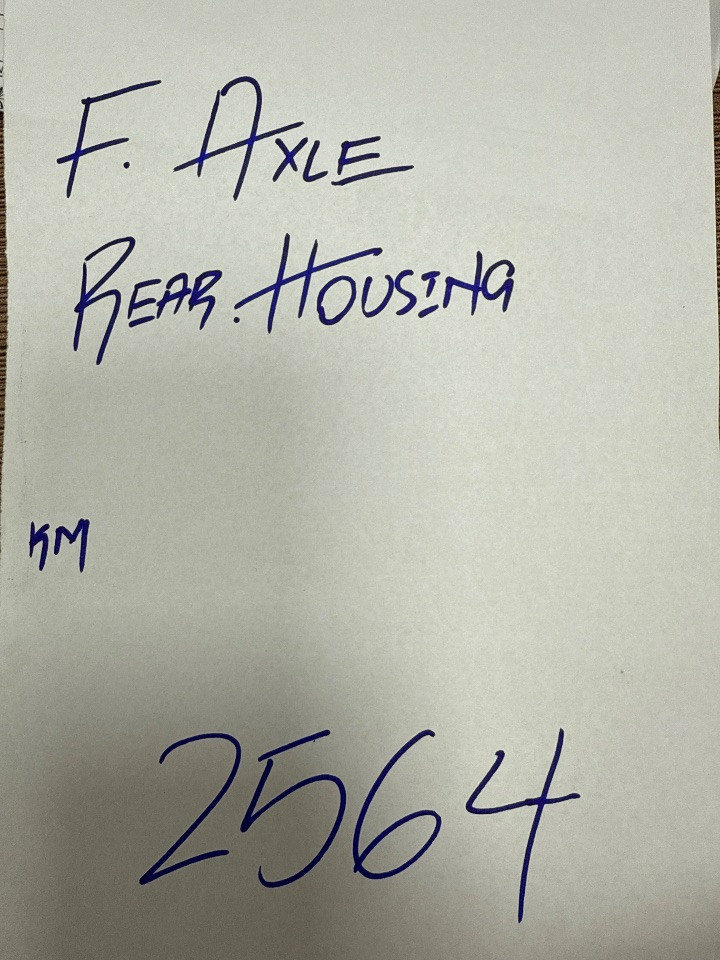 F. AXLE
REAR. HOUSING
KM
2564